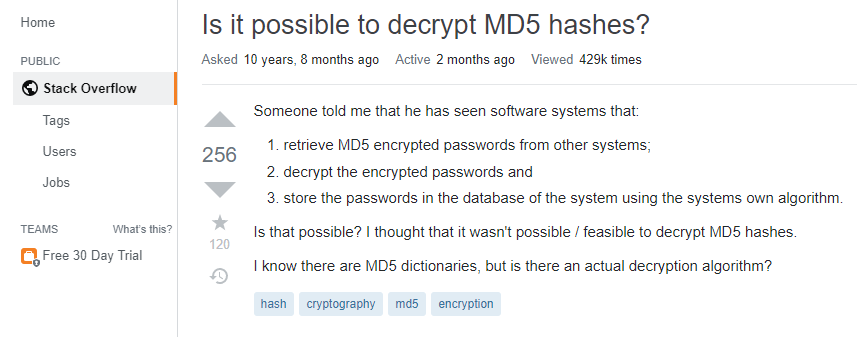 Home
PUBLIC
Stack Overflow
Tags
Users
Jobs
TEAMS What's this?
Free 30 Day Trial
Is it possible to decrypt MD5 hashes?
Asked 10 years, 8 months ago Active 2 months ago Viewed 429k times
256
120
Someone told me that he has seen software systems that:
1. retrieve MD5 encrypted passwords from other systems;
2. decrypt the encrypted passwords and
3. store the passwords in the database of the system using the systems own algorithm.
Is that possible? I thought that it wasn't possible / feasible to decrypt MD5 hashes.
I know there are MD5 dictionaries, but is there an actual decryption algorithm?
hash cryptography md5 encryption